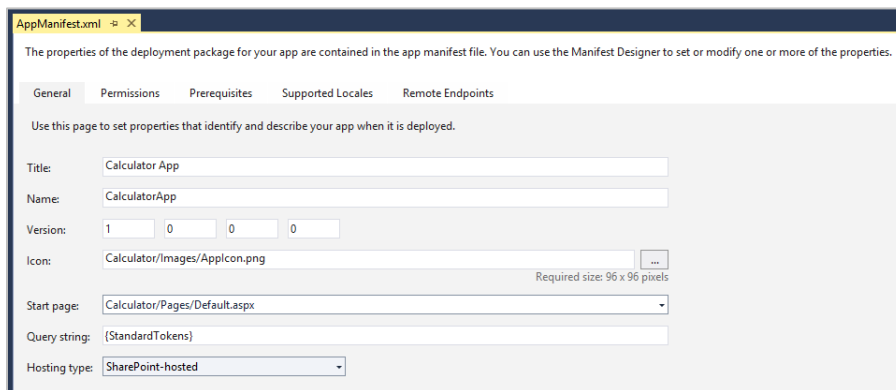 AppManifest.xml
The properties of the deployment package for your app are contained in the app manifest file. You can use the Manifest Designer to set or modify one or more of the properties.
General Permissions Prerequisites Supported Locales Remote Endpoints
Use this page to set properties that identify and describe your app when it is deployed.
Title: Calculator App
Name: CalculatorApp
Version: 1 0 0 0
Icon: Calculator/Images/AppIcon.png ...
Required size: 96 x 96 pixels
Start page: Calculator/Pages/Default.aspx
Query string: {StandardTokens}
Hosting type: SharePoint-hosted